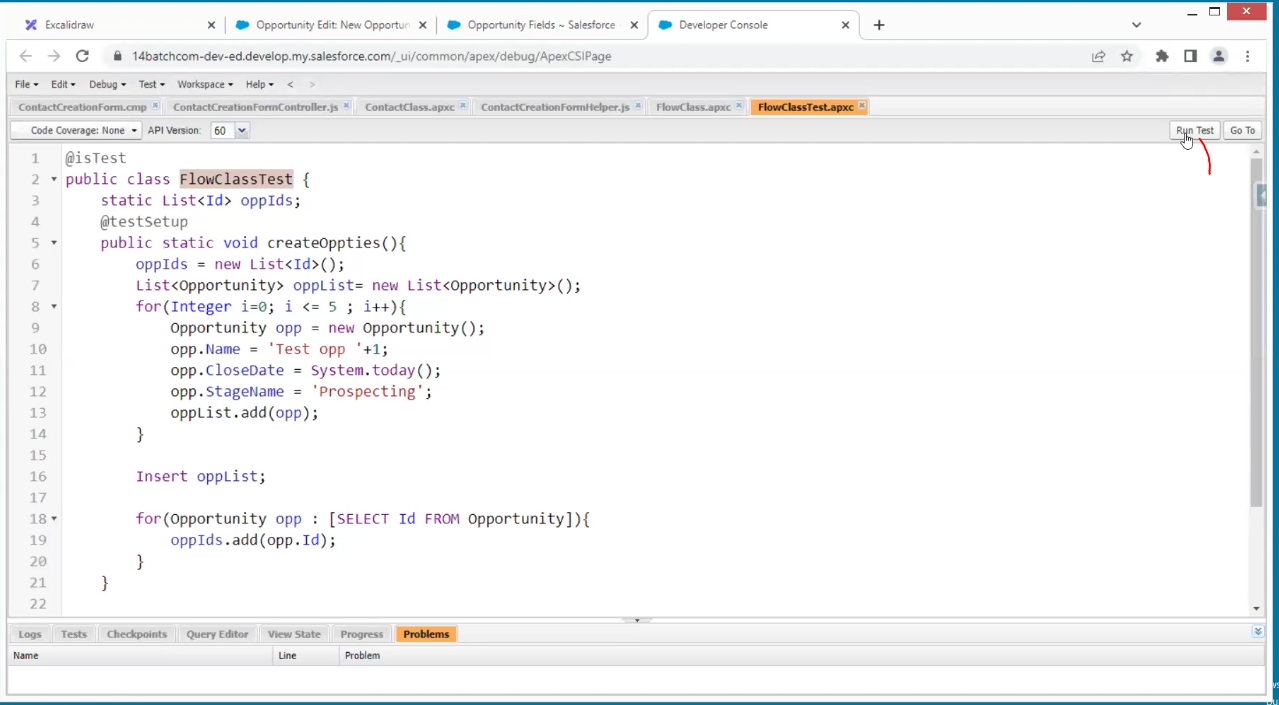 Excalidraw
Opportunity Edit: New Opportun
Opportunity Fields ~ Salesforce
Developer Console
14batchcom-dev-ed.develop.my.salesforce.com/_ui/common/apex/debug/ApexCSIPage
File Edit Debug Test Workspace Help < >
ContactCreationForm.cmp ContactCreationFormController.js ContactClass.apxc ContactCreationFormHelper.js FlowClass.apxc FlowClassTest.apxc
Code Coverage: None API Version: 60 Run Test Go To
1 @isTest
2 public class FlowClassTest {
3 static List<Id> oppIds;
4 @testSetup
5 public static void createOppties(){
6 oppIds = new List<Id>();
7 List<Opportunity> oppList= new List<Opportunity>();
8 for(Integer i=0; i <= 5 ; i++){
9 Opportunity opp = new Opportunity();
10 opp.Name = 'Test opp '+1;
11 opp.CloseDate = System.today();
12 opp.StageName = 'Prospecting';
13 oppList.add(opp);
14 }
15
16 Insert oppList;
17
18 for(Opportunity opp : [SELECT Id FROM Opportunity]){
19 oppIds.add(opp.Id);
20 }
21 }
22
Logs Tests Checkpoints Query Editor View State Progress Problems
Name Line Problem